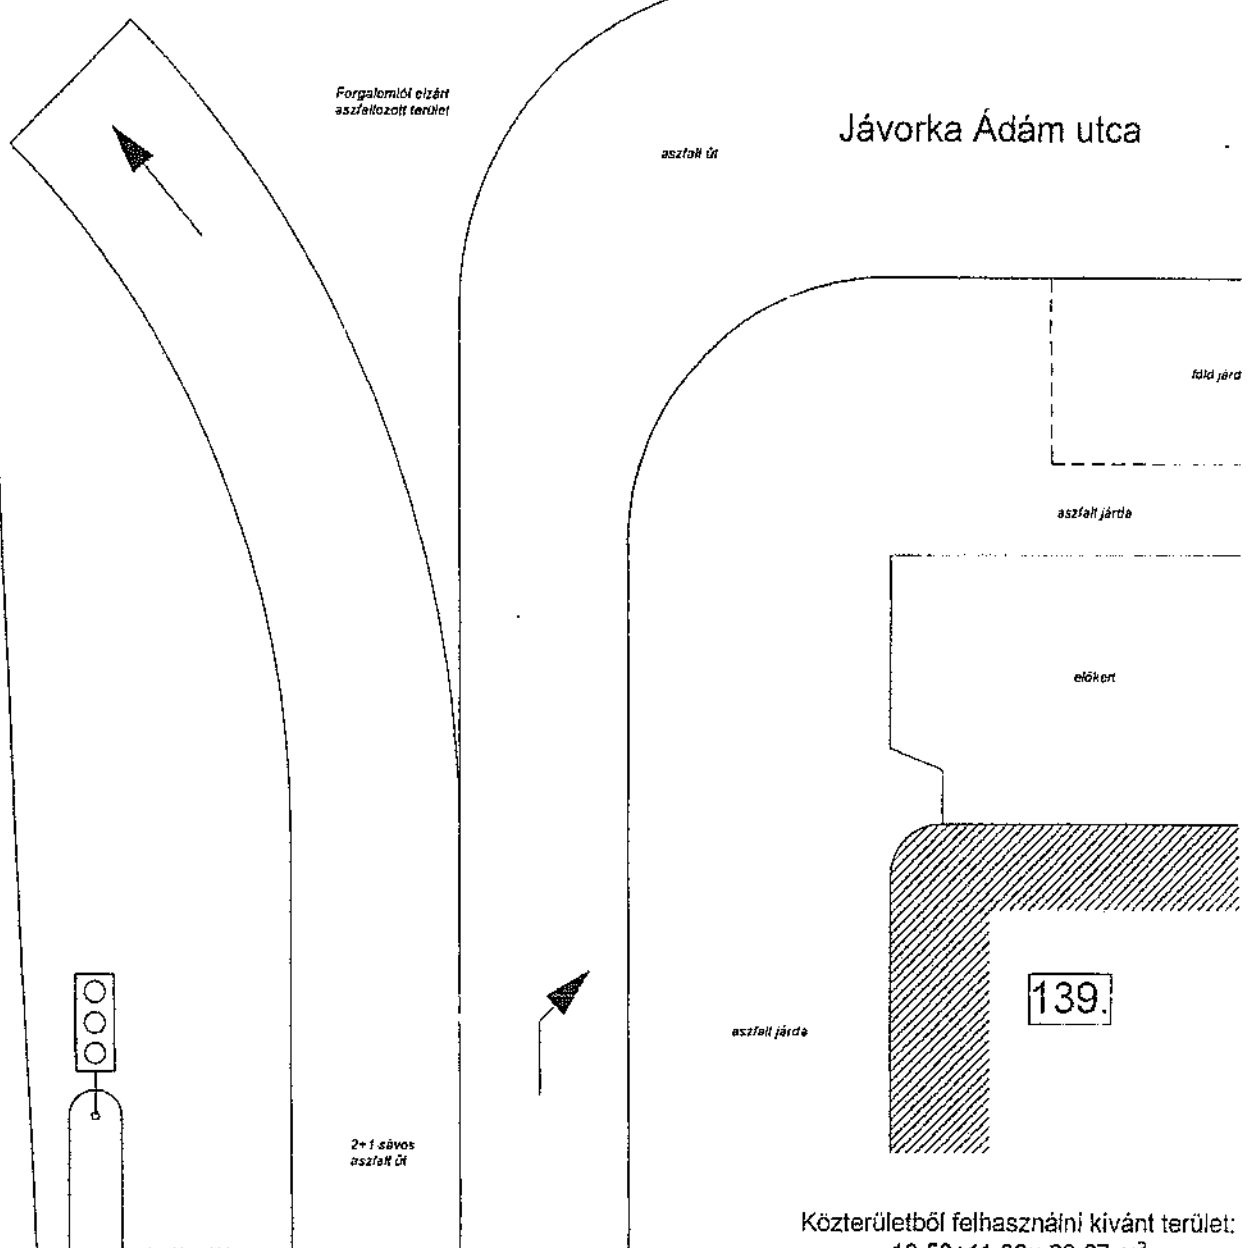 Forgalomtól elzárt
aszfaltozott terület
Jávorka Ádám utca
aszfalt út
föld járd
aszfalt járda
előkert
139.
aszfalt járda
2+1 sávos
aszfalt út
Közterületből felhasználni kívánt terület: